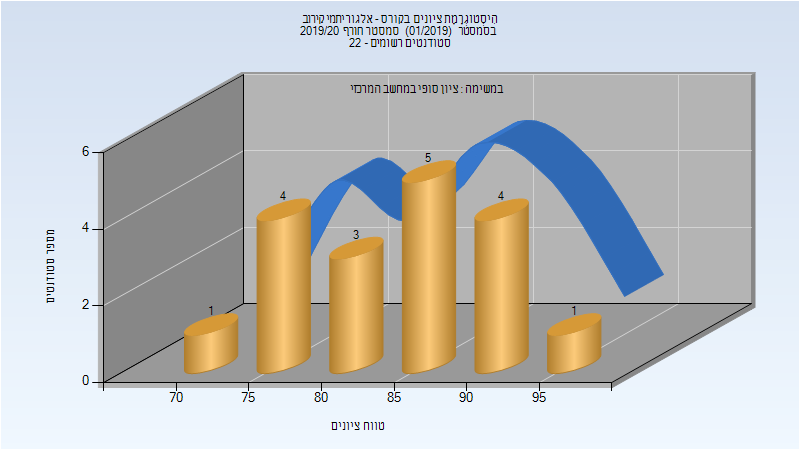 היסטוגרמת ציונים בקורס - אלגוריתמי קירוב
בסמסטר (01/2019) סמסטר חורף 2019/20
סטודנטים רשומים - 22
במשימה : ציון סופי במחשב המרכזי
6
4
2
0
מספר סטודנטים
1
4
3
5
4
1
70 75 80 85 90 95
טווח ציונים